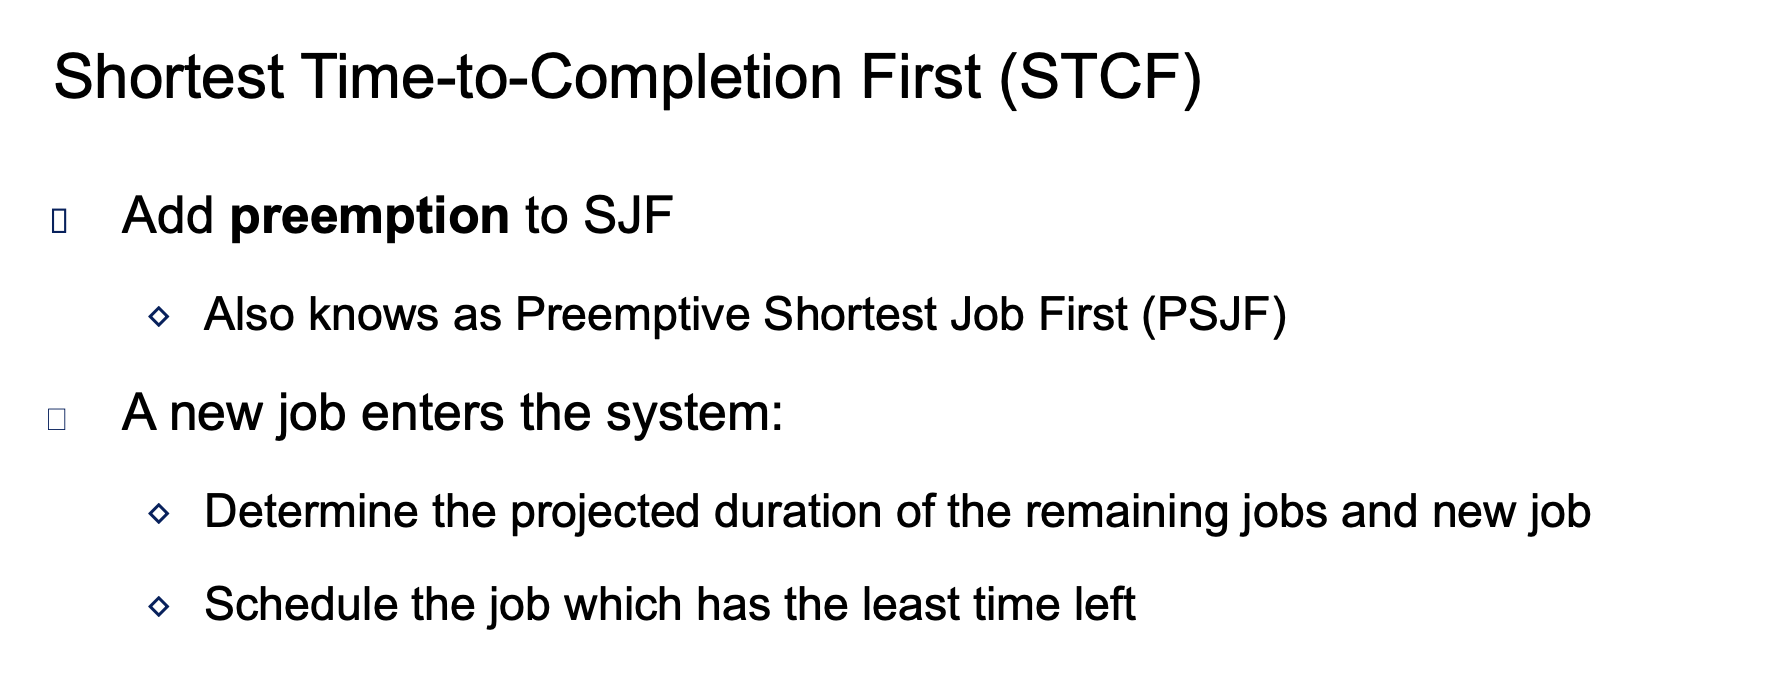 Shortest Time-to-Completion First (STCF)
Add preemption to SJF
Also knows as Preemptive Shortest Job First (PSJF)
A new job enters the system:
Determine the projected duration of the remaining jobs and new job
Schedule the job which has the least time left